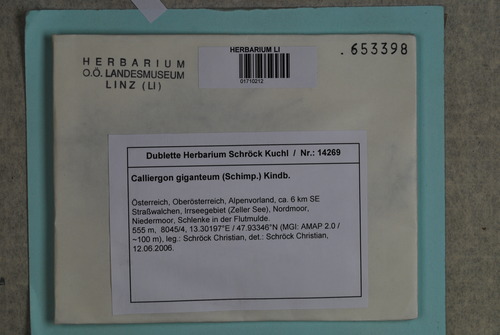 HERBARIUM
O.Ö. LANDESMUSEUM
LINZ (LI)
HERBARIUM LI
01710212
.653398
Dublette Herbarium Schröck Kuchl / Nr.: 14269
Calliergon giganteum (Schimp.) Kindb.
Österreich, Oberösterreich, Alpenvorland, ca. 6 km SE
Straßwalchen, Irrseegebiet (Zeller See), Nordmoor,
Niedermoor, Schlenke in der Flutmulde.
555 m, 8045/4, 13.30197°E / 47.93346°N (MGI: AMAP 2.0 /
~100 m), leg.: Schröck Christian, det.: Schröck Christian,
12.06.2006.